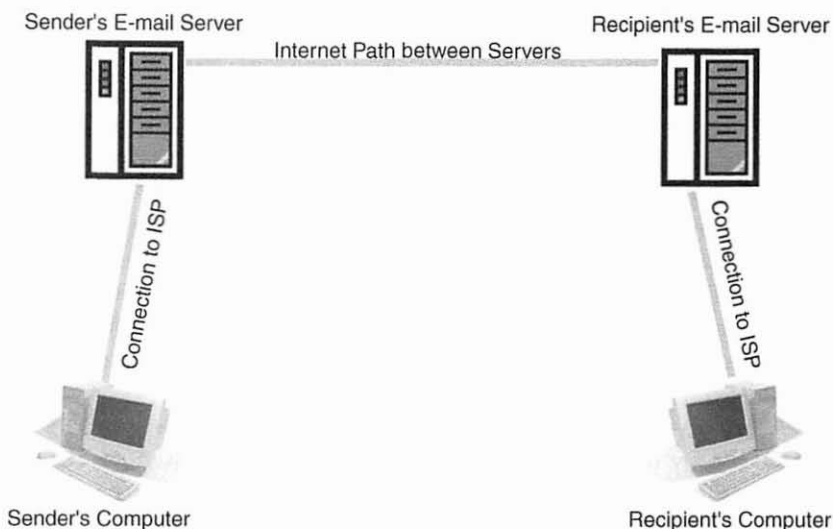 Sender's E-mail Server
Recipient's E-mail Server
Internet Path between Servers
Connection to ISP
Connection to ISP
Sender's Computer
Recipient's Computer